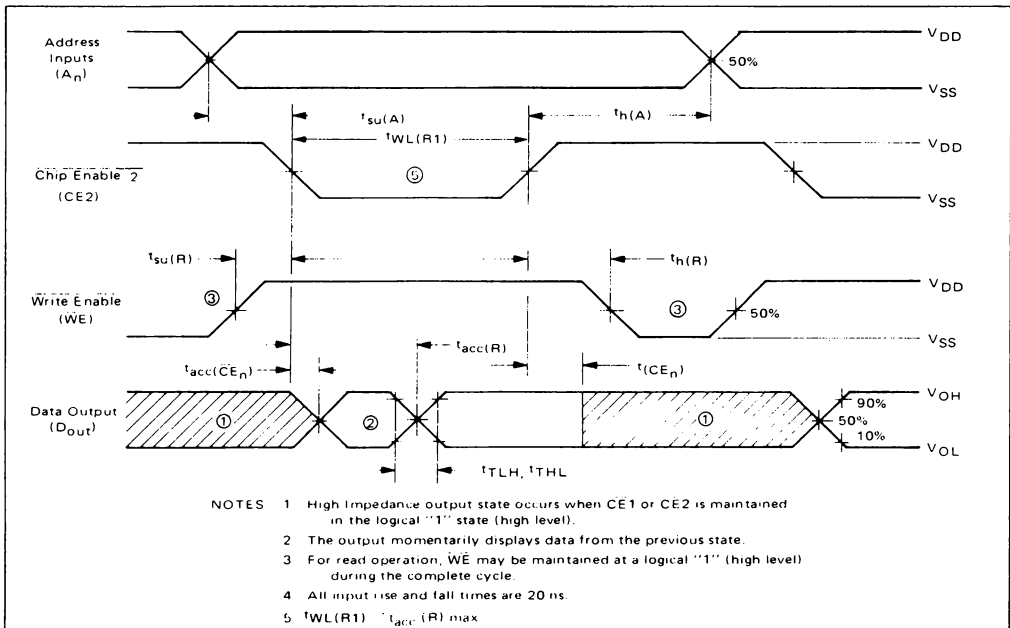 Address
Inputs
(An)
VDD
50%
VSS
tsu(A)
th(A)
tWL(R1)
Chip Enable 2
(CE2)
VDD
5
VSS
tsu(R)
th(R)
Write Enable
(WE)
3
3
VDD
50%
VSS
tacc(R)
tacc(CEn)
t(CEn)
Data Output
(Dout)
1
2
1
VOH
90%
50%
10%
VOL
tTLH, tTHL
NOTES 1 High Impedance output state occurs when CE1 or CE2 is maintained
in the logical "1" state (high level).
2 The output momentarily displays data from the previous state.
3 For read operation, WE may be maintained at a logical "1" (high level)
during the complete cycle.
4 All input rise and fall times are 20 ns.
5 tWL(R1) tacc (R) max